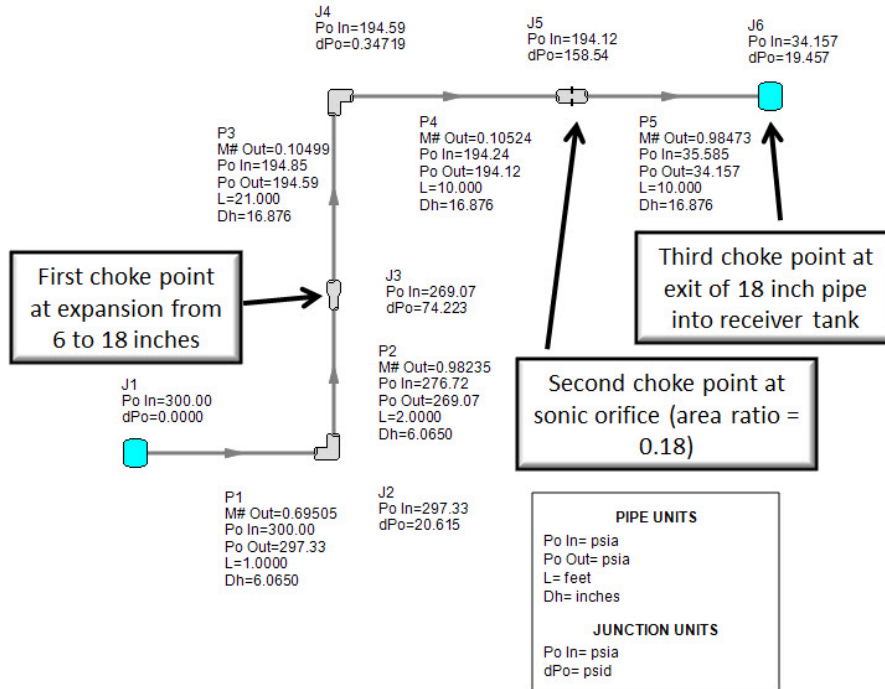 J4
Po In=194.59
dPo=0.34719
J5
Po In=194.12
dPo=158.54
J6
Po In=34.157
dPo=19.457
P3
M# Out=0.10499
Po In=194.85
Po Out=194.59
L=21.000
Dh=16.876
P4
M# Out=0.10524
Po In=194.24
Po Out=194.12
L=10.000
Dh=16.876
P5
M# Out=0.98473
Po In=35.585
Po Out=34.157
L=10.000
Dh=16.876
First choke point
at expansion from
6 to 18 inches
J3
Po In=269.07
dPo=74.223
Third choke point at
exit of 18 inch pipe
into receiver tank
P2
M# Out=0.98235
Po In=276.72
Po Out=269.07
L=2.0000
Dh=6.0650
Second choke point at
sonic orifice (area ratio =
0.18)
J1
Po In=300.00
dPo=0.0000
P1
M# Out=0.69505
Po In=300.00
Po Out=297.33
L=1.0000
Dh=6.0650
J2
Po In=297.33
dPo=20.615
PIPE UNITS
Po In= psia
Po Out= psia
L= feet
Dh= inches
JUNCTION UNITS
Po In= psia
dPo= psid